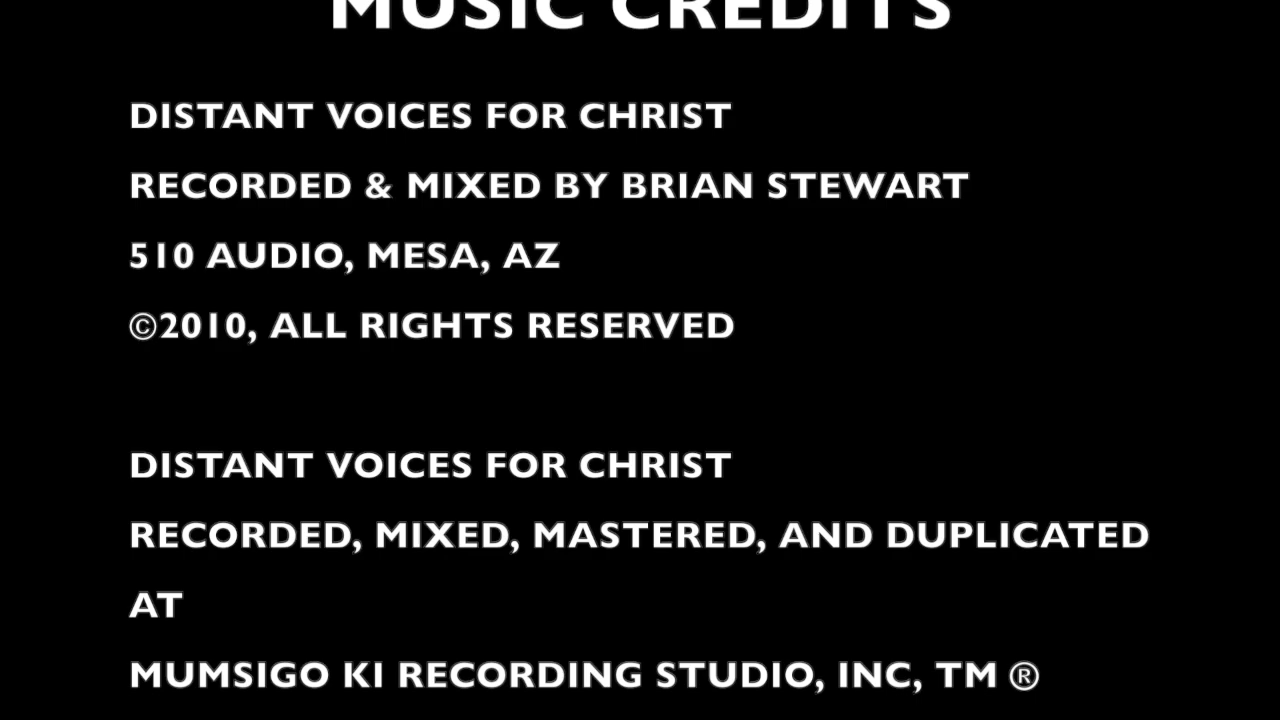 MUSIC CREDITS
DISTANT VOICES FOR CHRIST
RECORDED & MIXED BY BRIAN STEWART
510 AUDIO, MESA, AZ
©2010, ALL RIGHTS RESERVED
DISTANT VOICES FOR CHRIST
RECORDED, MIXED, MASTERED, AND DUPLICATED
AT
MUMSIGO KI RECORDING STUDIO, INC, TM ®